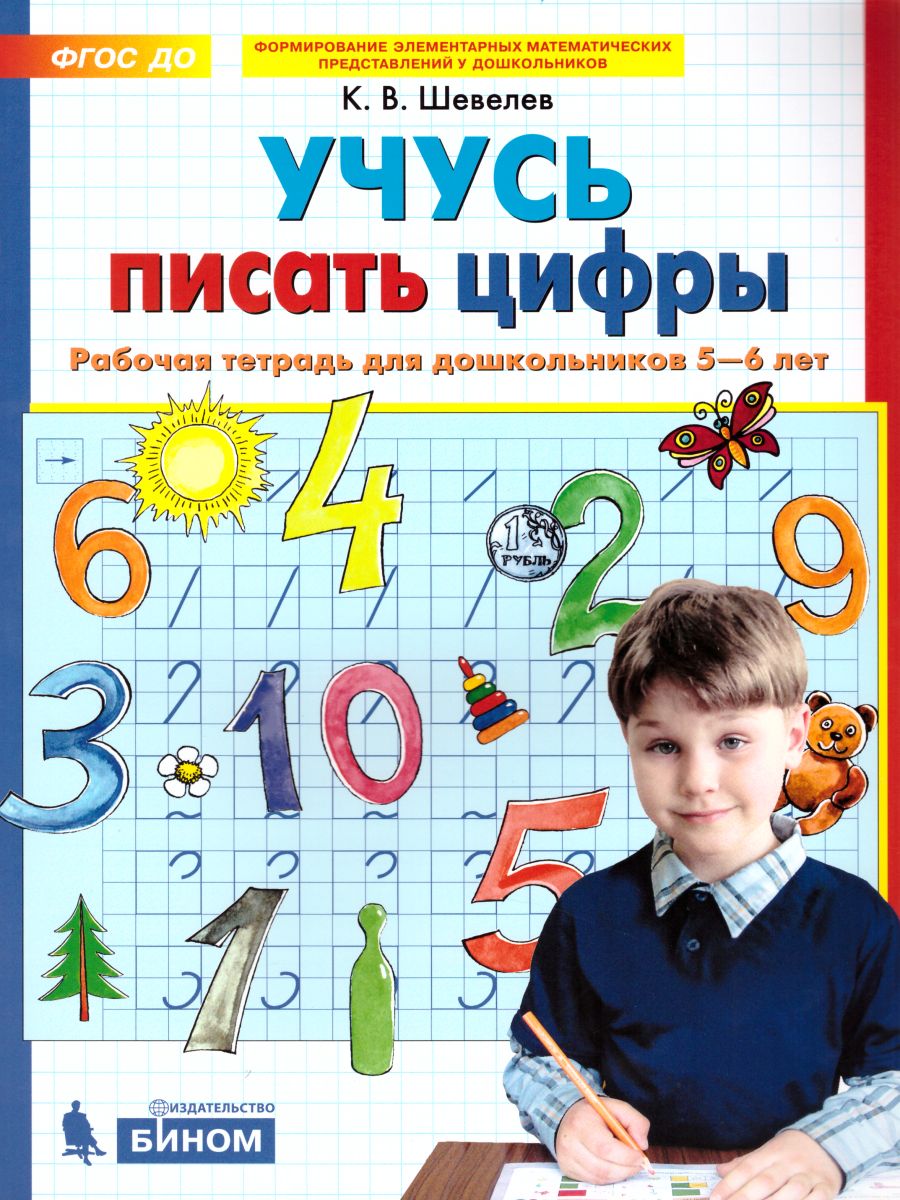 ФГОС ДО
ФОРМИРОВАНИЕ ЭЛЕМЕНТАРНЫХ МАТЕМАТИЧЕСКИХ
ПРЕДСТАВЛЕНИЙ У ДОШКОЛЬНИКОВ
К. В. Шевелев
УЧУСЬ
писать цифры
Рабочая тетрадь для дошкольников 5—6 лет
4
6
2
9
1
РУБЛЬ
3
10
5
1
ИЗДАТЕЛЬСТВО
БИНОМ